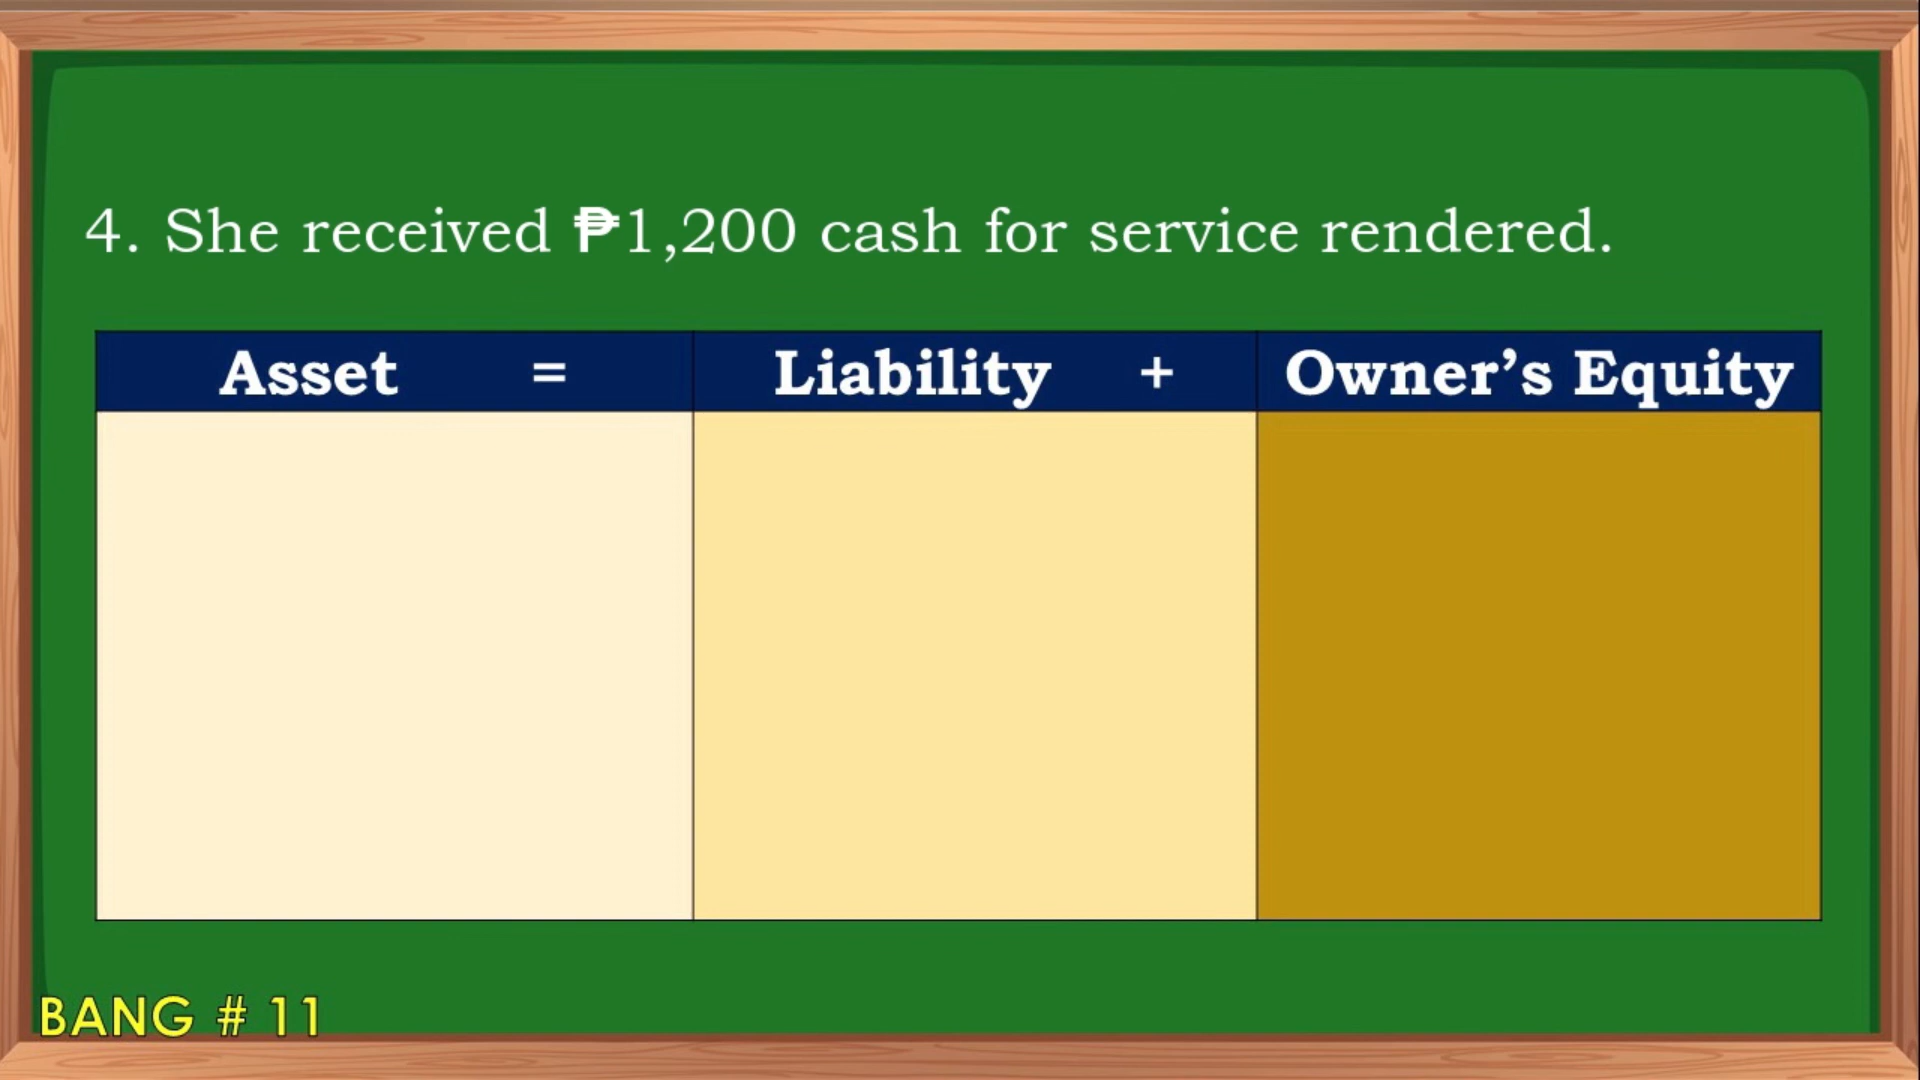 4. She received ₱1,200 cash for service rendered.
Asset = Liability + Owner’s Equity
BANG # 11